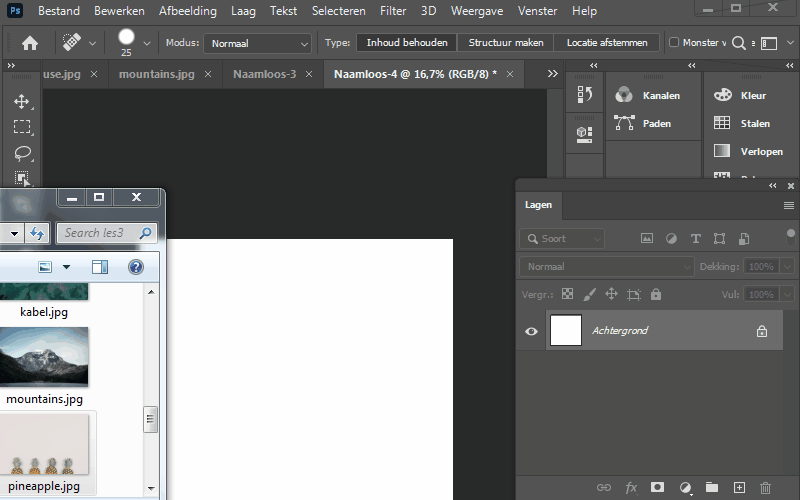 Ps Bestand Bewerken Afbeelding Laag Tekst Selecteren Filter 3D Weergave Venster Help
25 Modus: Normaal Type: Inhoud behouden Structuur maken Locatie afstemmen Monster v
use.jpg × mountains.jpg × Naamloos-3 × Naamloos-4 @ 16,7% (RGB/8) * ×
Kanalen
Paden
Kleur
Stalen
Verlopen
Search les3
kabel.jpg
mountains.jpg
pineapple.jpg
Lagen
Soort
Normaal Dekking: 100%
Vergr.: Vul: 100%
Achtergrond
fx